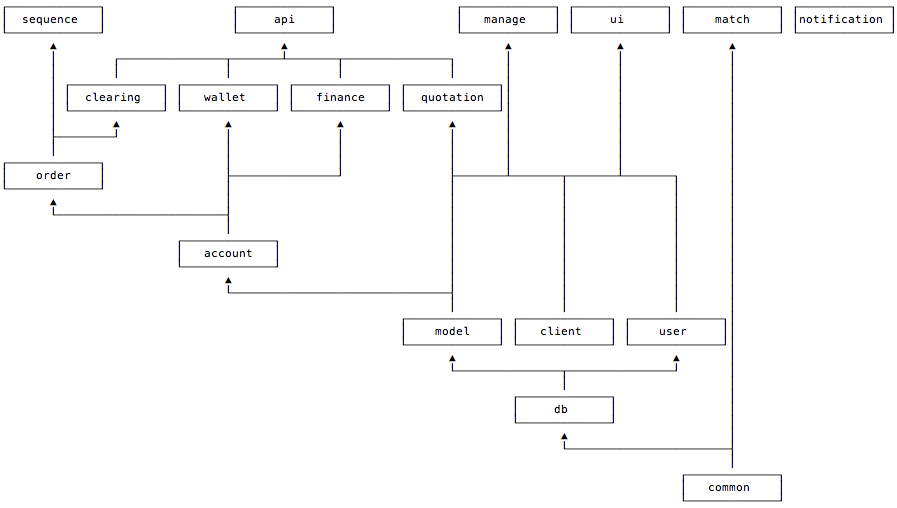 sequence
api
manage
ui
match
notification
clearing
wallet
finance
quotation
order
account
model
client
user
db
common